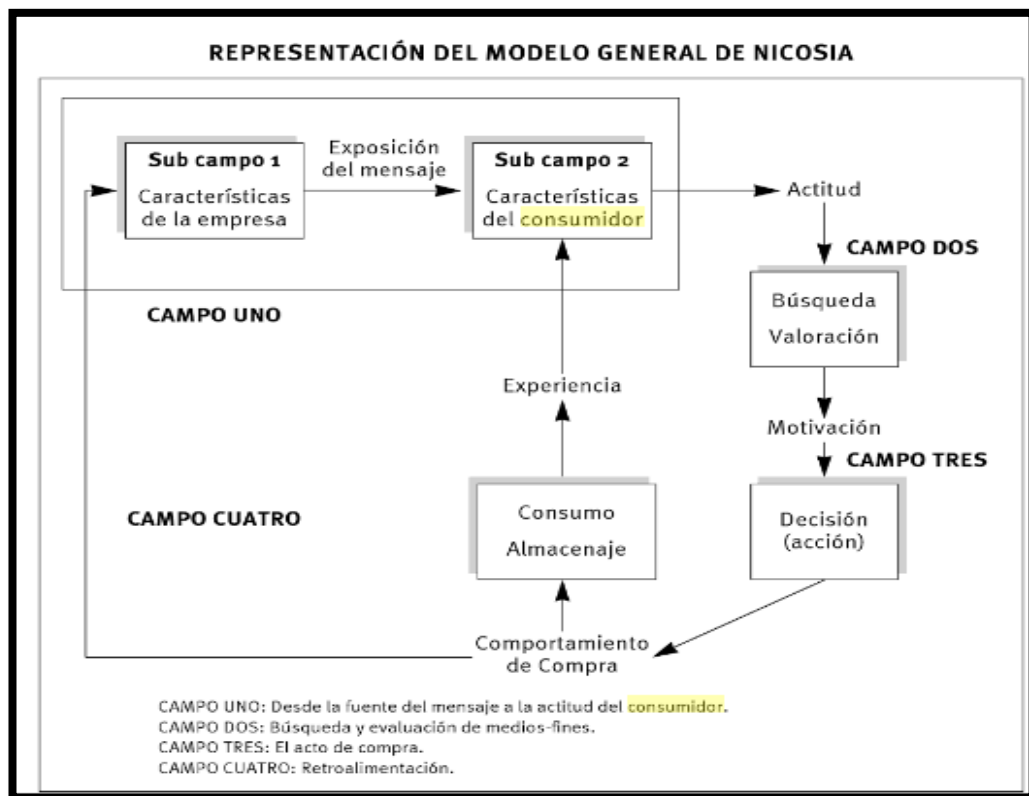 REPRESENTACIÓN DEL MODELO GENERAL DE NICOSIA
Sub campo 1
Características
de la empresa
Exposición
del mensaje
Sub campo 2
Características
del consumidor
Actitud
CAMPO DOS
Búsqueda
Valoración
CAMPO UNO
Experiencia
Motivación
CAMPO TRES
CAMPO CUATRO
Consumo
Almacenaje
Decisión
(acción)
Comportamiento
de Compra
CAMPO UNO: Desde la fuente del mensaje a la actitud del consumidor.
CAMPO DOS: Búsqueda y evaluación de medios-fines.
CAMPO TRES: El acto de compra.
CAMPO CUATRO: Retroalimentación.